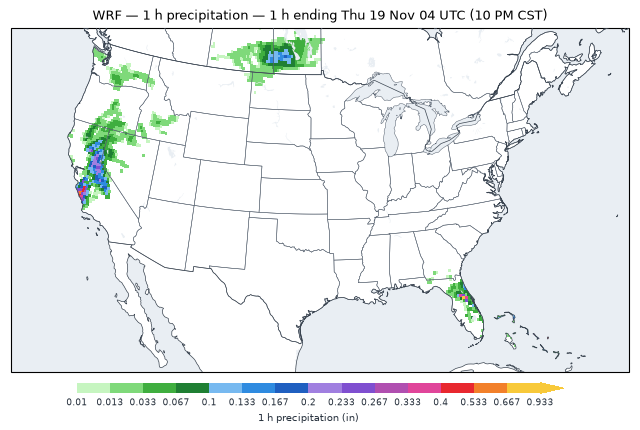 WRF — 1 h precipitation — 1 h ending Thu 19 Nov 04 UTC (10 PM CST)
0.01 0.013 0.033 0.067 0.1 0.133 0.167 0.2 0.233 0.267 0.333 0.4 0.533 0.667 0.933
1 h precipitation (in)